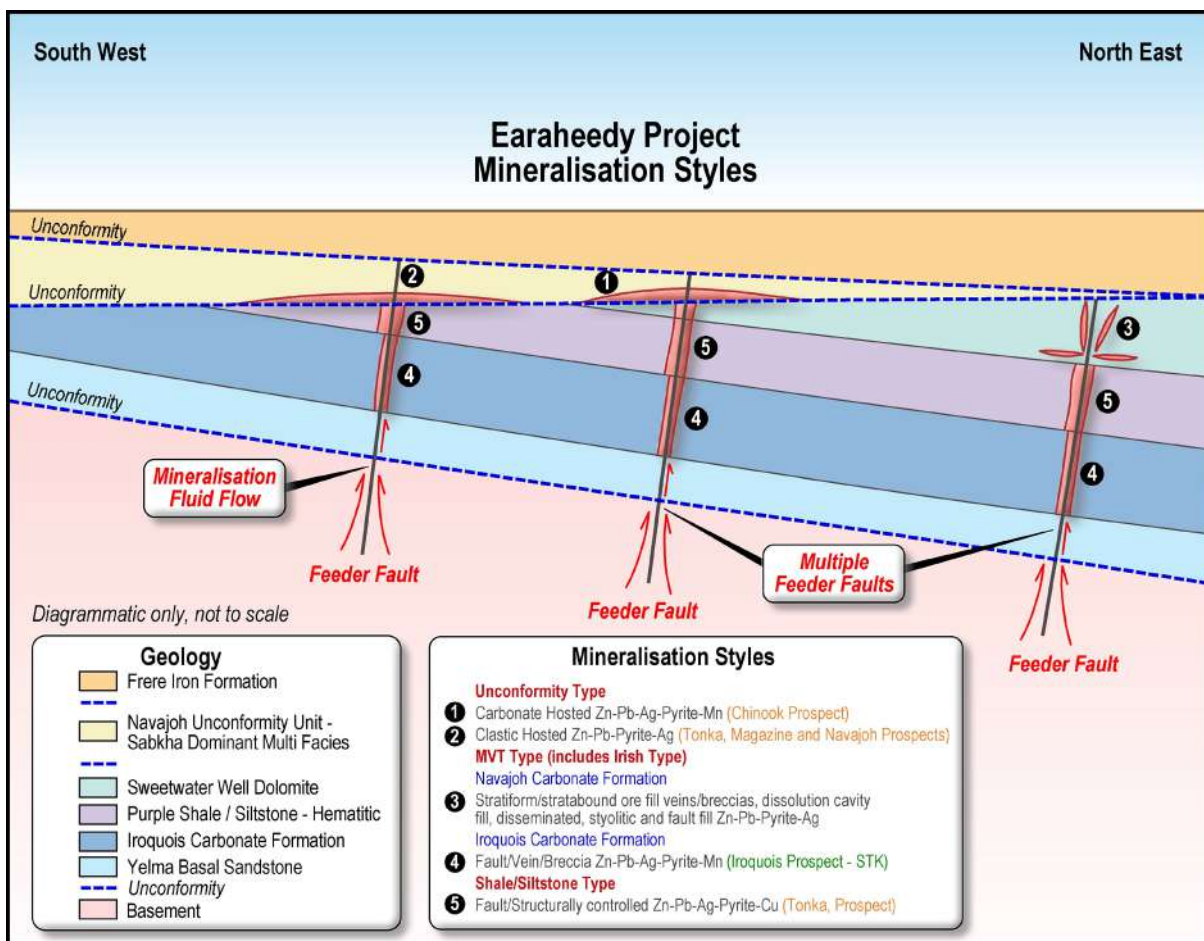 South West
North East
Earaheedy Project
Mineralisation Styles
Unconformity
2
1
Unconformity
5
3
5
4
Unconformity
5
4
4
Mineralisation
Fluid Flow
Feeder Fault
Multiple
Feeder Faults
Feeder Fault
Feeder Fault
Diagrammatic only, not to scale
Geology
Frere Iron Formation
Navajoh Unconformity Unit -
Sabkha Dominant Multi Facies
Sweetwater Well Dolomite
Purple Shale / Siltstone - Hematitic
Iroquois Carbonate Formation
Yelma Basal Sandstone
Unconformity
Basement
Mineralisation Styles
Unconformity Type
1 Carbonate Hosted Zn-Pb-Ag-Pyrite-Mn (Chinook Prospect)
2 Clastic Hosted Zn-Pb-Pyrite-Ag (Tonka, Magazine and Navajoh Prospects)
MVT Type (includes Irish Type)
Navajoh Carbonate Formation
3 Stratiform/stratabound ore fill veins/breccias, dissolution cavity
fill, disseminated, styolitic and fault fill Zn-Pb-Pyrite-Ag
Iroquois Carbonate Formation
4 Fault/Vein/Breccia Zn-Pb-Ag-Pyrite-Mn (Iroquois Prospect - STK)
Shale/Siltstone Type
5 Fault/Structurally controlled Zn-Pb-Ag-Pyrite-Cu (Tonka, Prospect)